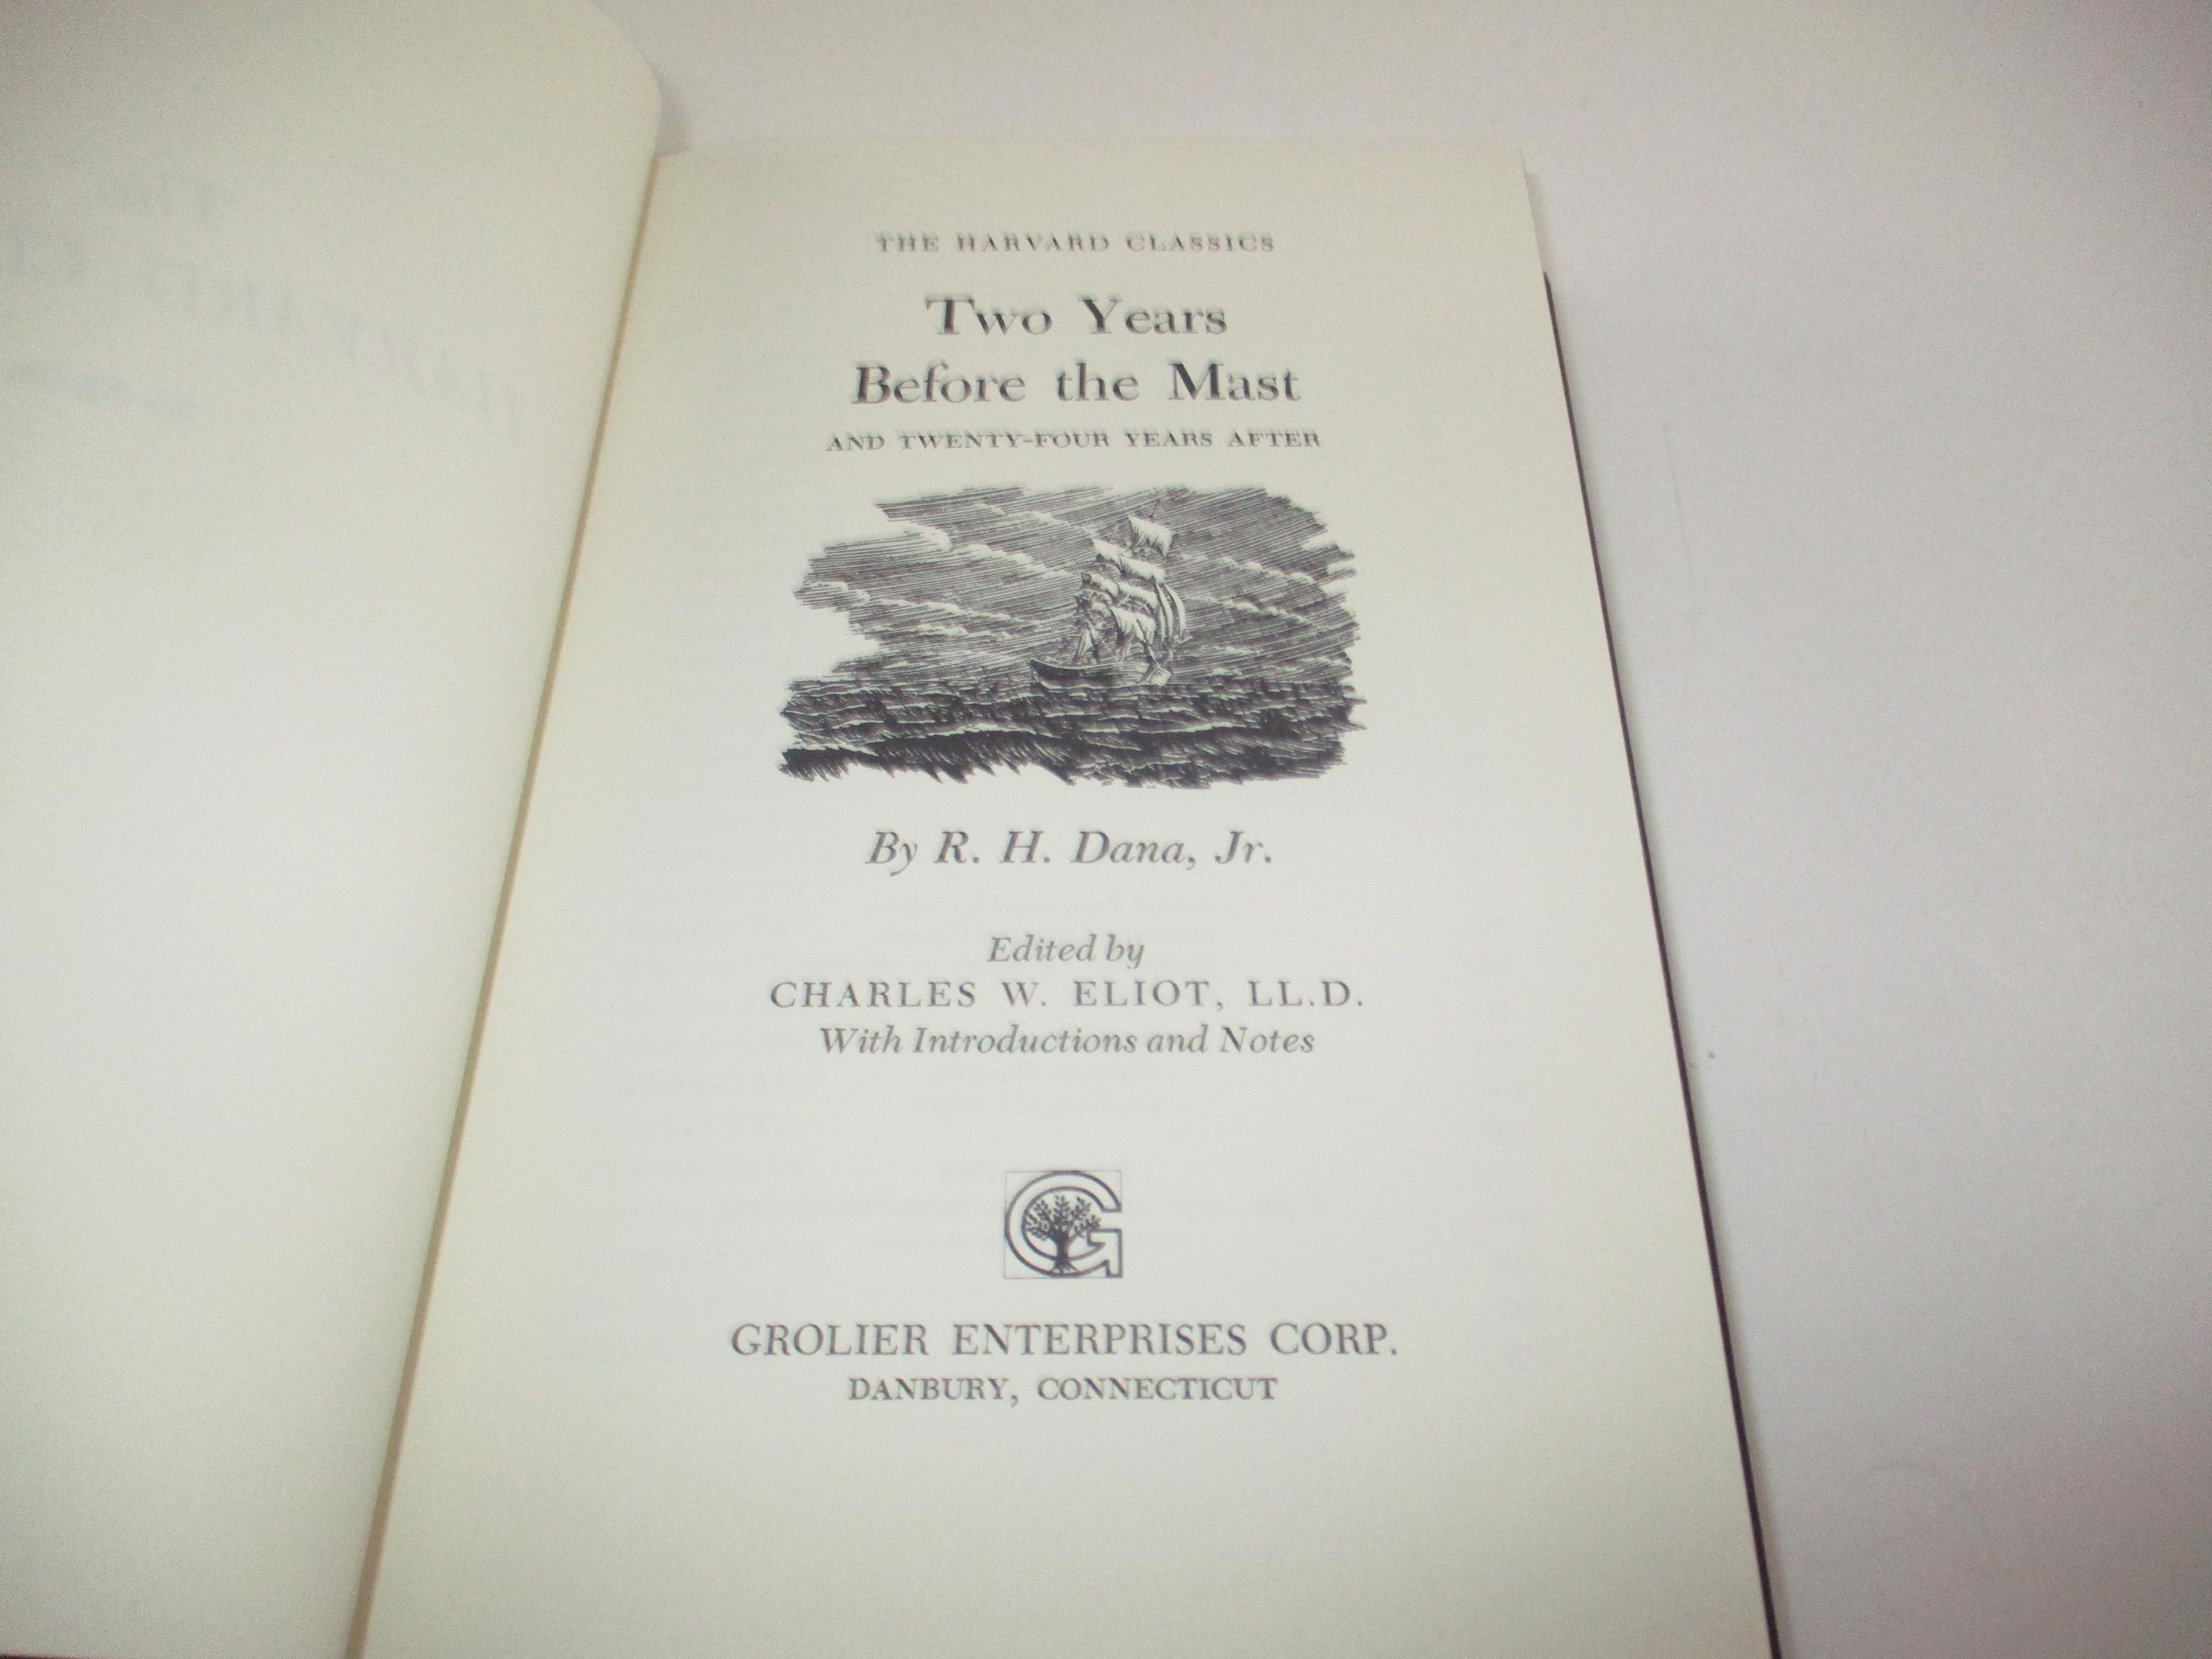 THE HARVARD CLASSICS
Two Years
Before the Mast
AND TWENTY-FOUR YEARS AFTER
By R. H. Dana, Jr.
Edited by
CHARLES W. ELIOT, LL.D.
With Introductions and Notes
G
GROLIER ENTERPRISES CORP.
DANBURY, CONNECTICUT